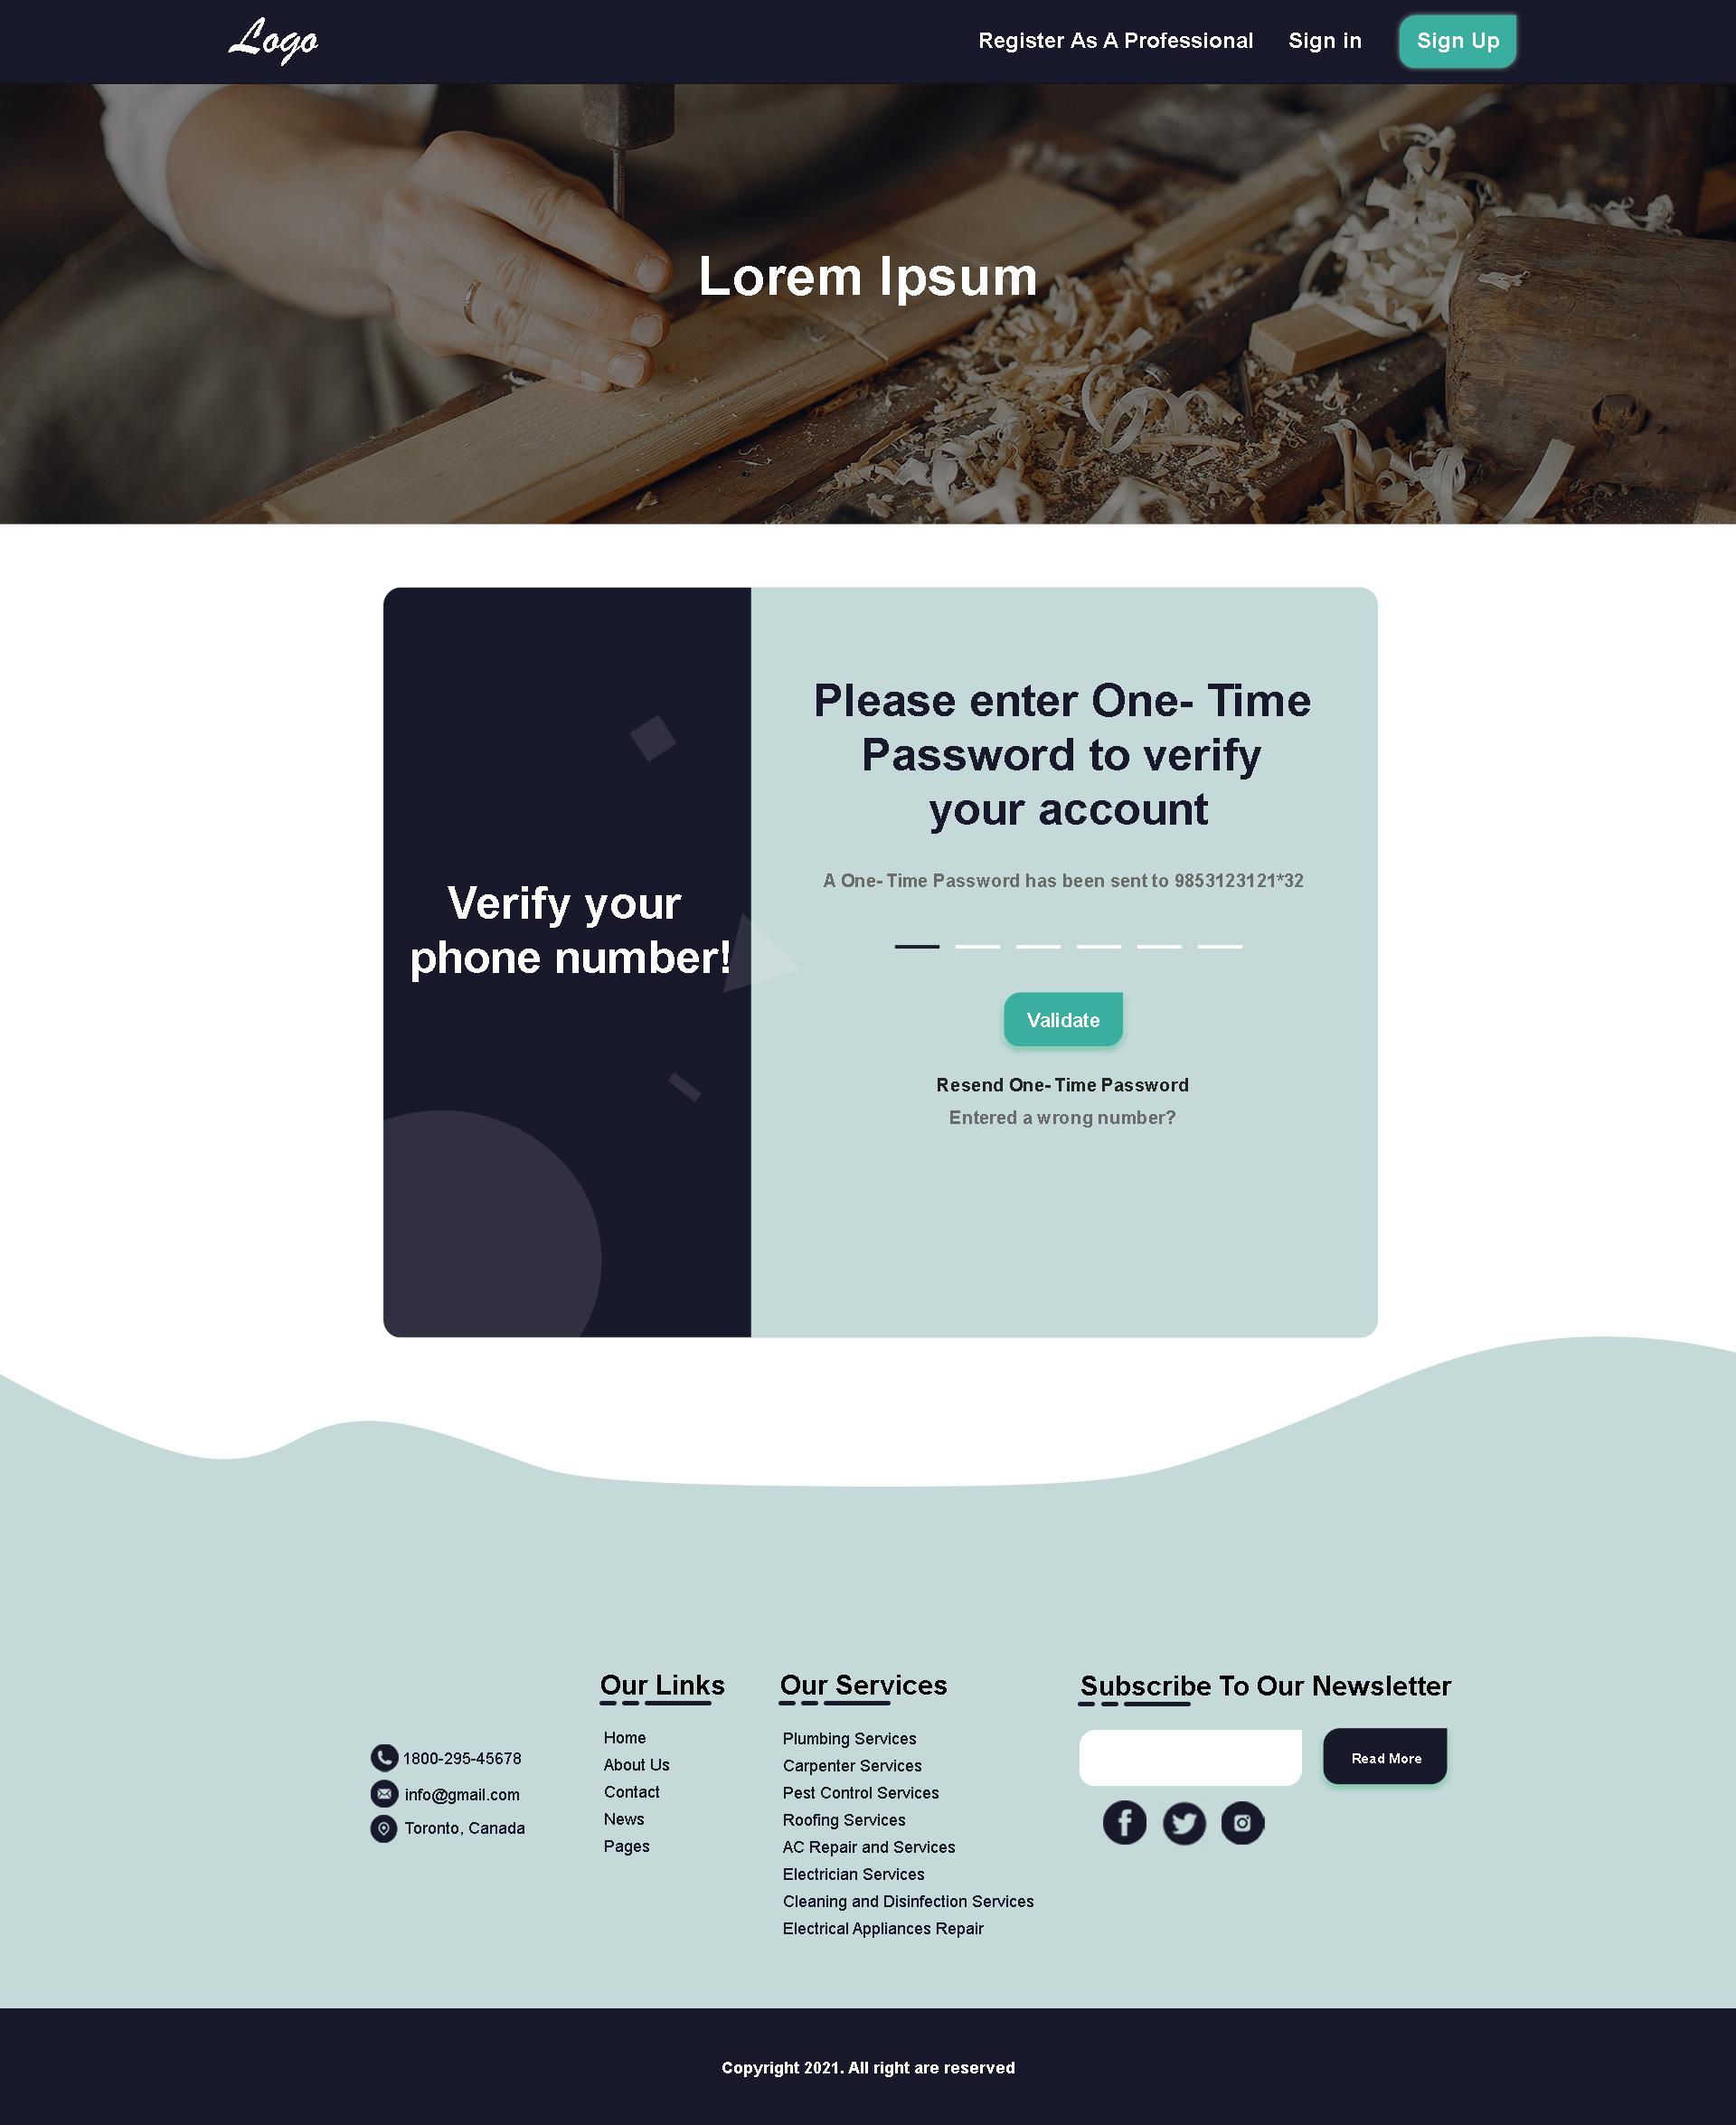 Logo
Register As A Professional
Sign in
Sign Up
Lorem Ipsum
Verify your
phone number!
Please enter One- Time
Password to verify
your account
A One- Time Password has been sent to 9853123121*32
Validate
Resend One- Time Password
Entered a wrong number?
1800-295-45678
info@gmail.com
Toronto, Canada
Our Links
Home
About Us
Contact
News
Pages
Our Services
Plumbing Services
Carpenter Services
Pest Control Services
Roofing Services
AC Repair and Services
Electrician Services
Cleaning and Disinfection Services
Electrical Appliances Repair
Subscribe To Our Newsletter
Read More
Copyright 2021. All right are reserved